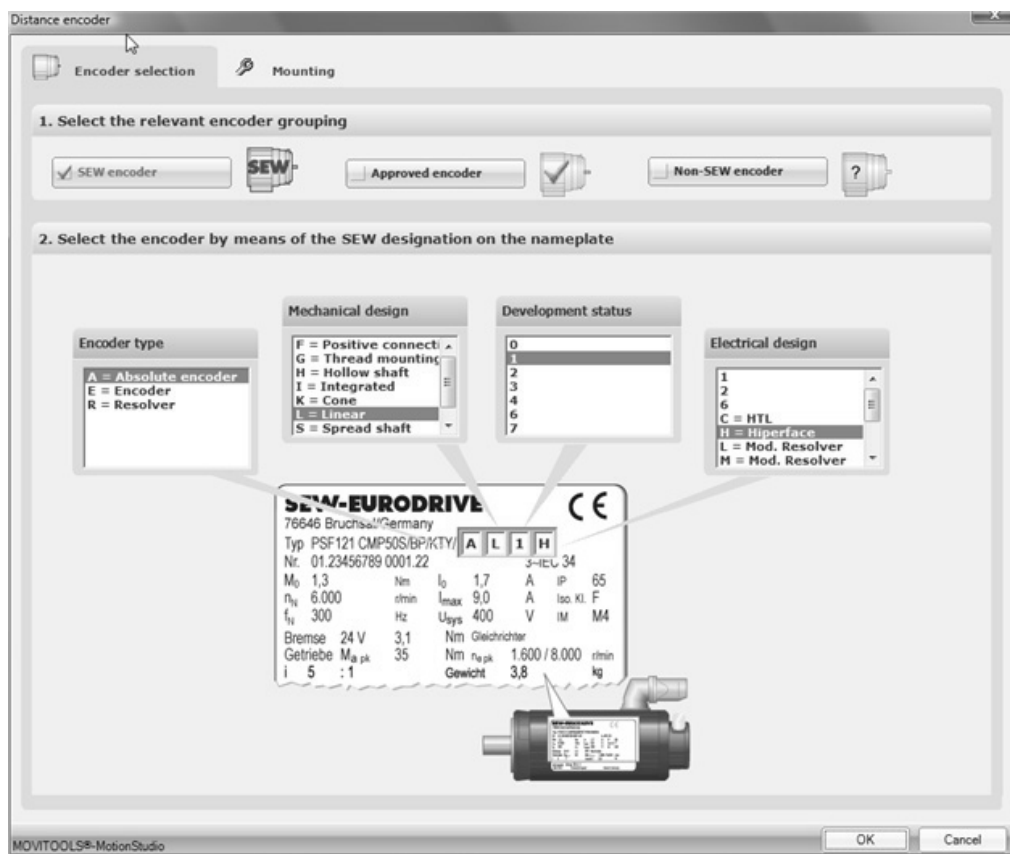 Distance encoder
Encoder selection
Mounting
1. Select the relevant encoder grouping
SEW encoder
SEW
Approved encoder
Non-SEW encoder
?
2. Select the encoder by means of the SEW designation on the nameplate
Encoder type
A = Absolute encoder
E = Encoder
R = Resolver
Mechanical design
F = Positive connecti
G = Thread mounting
H = Hollow shaft
I = Integrated
K = Cone
L = Linear
S = Spread shaft
Development status
0
1
2
3
4
6
7
Electrical design
1
2
6
C = HTL
H = Hiperface
L = Mod. Resolver
M = Mod. Resolver
SEW-EURODRIVE CE
76646 Bruchsal/Germany
Typ PSF121 CMP50S/BP/KTY/ A L 1 H
Nr. 01.23456789 0001.22 3~IEC 34
M0 1,3 Nm I0 1,7 A IP 65
nN 6.000 r/min Imax 9,0 A Iso. Kl. F
fN 300 Hz Usys 400 V IM M4
Bremse 24 V 3,1 Nm Gleichrichter
Getriebe Ma pk 35 Nm ne pk 1.600 / 8.000 r/min
i 5 :1 Gewicht 3,8 kg
SEW-EURODRIVE
OK
Cancel
MOVITOOLS®-MotionStudio